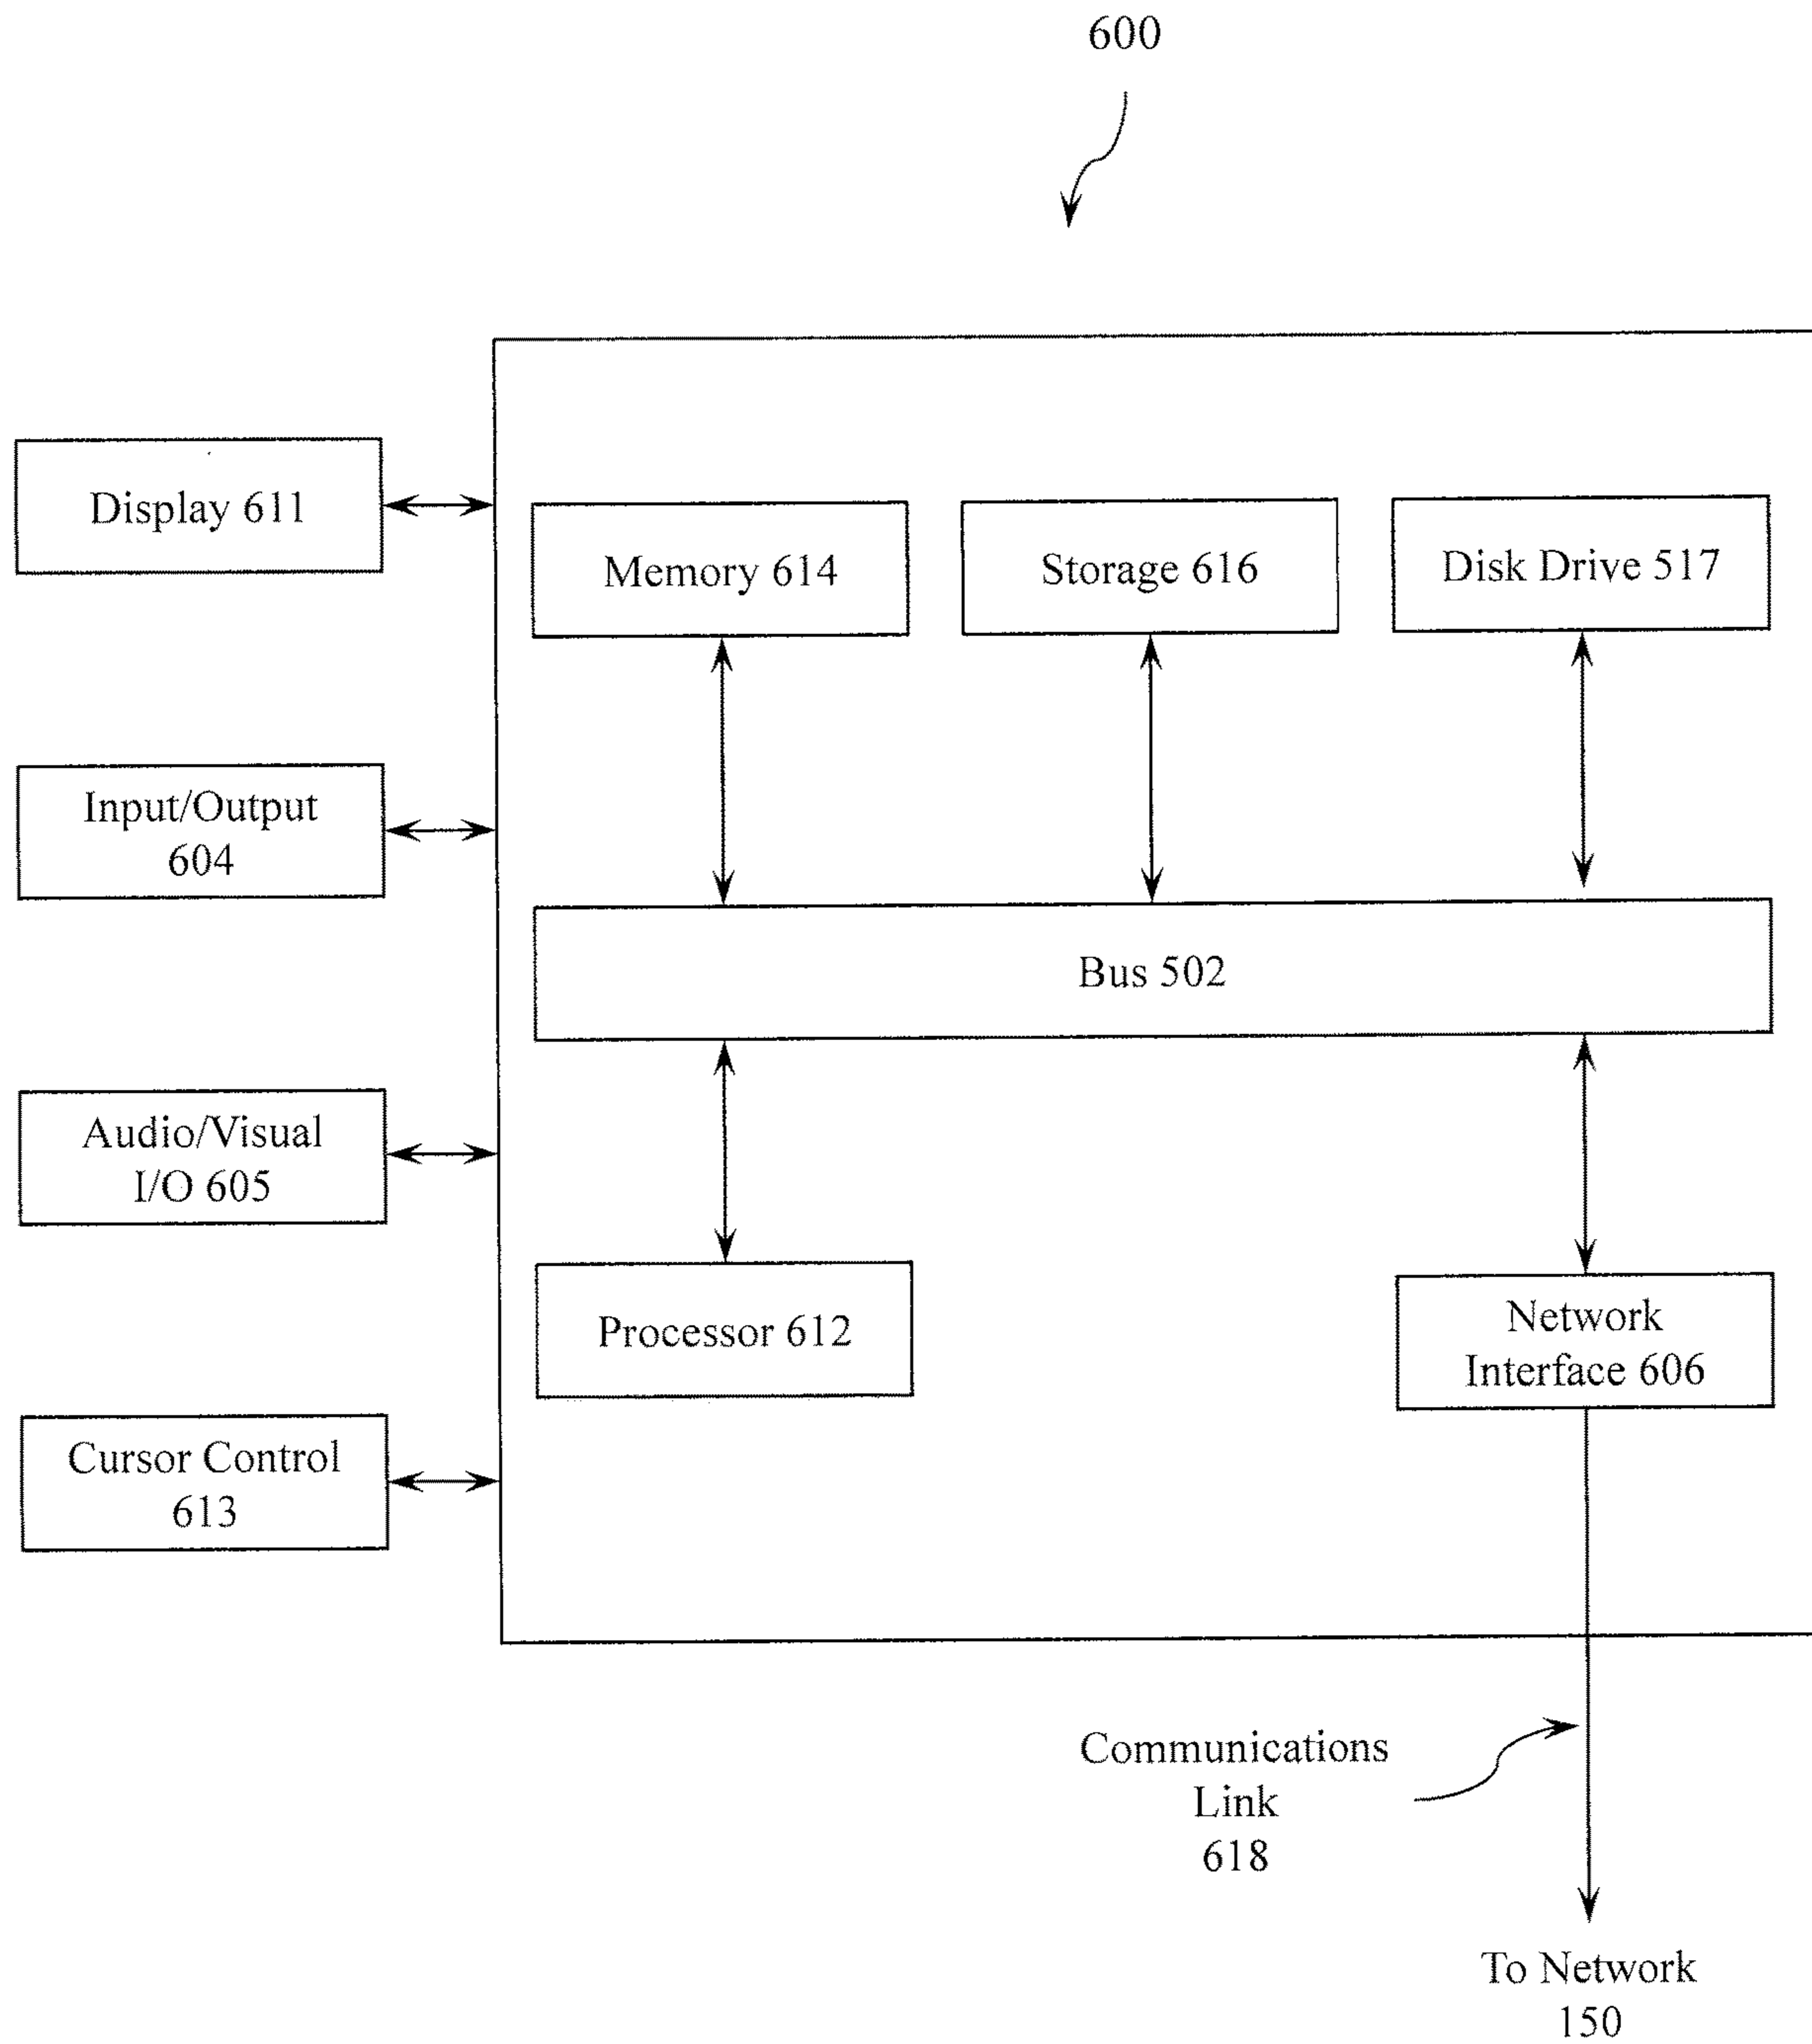 600
Display 611
Memory 614
Storage 616
Disk Drive 517
Input/Output
604
Bus 502
Audio/Visual
I/O 605
Processor 612
Network
Interface 606
Cursor Control
613
Communications
Link
618
To Network
150